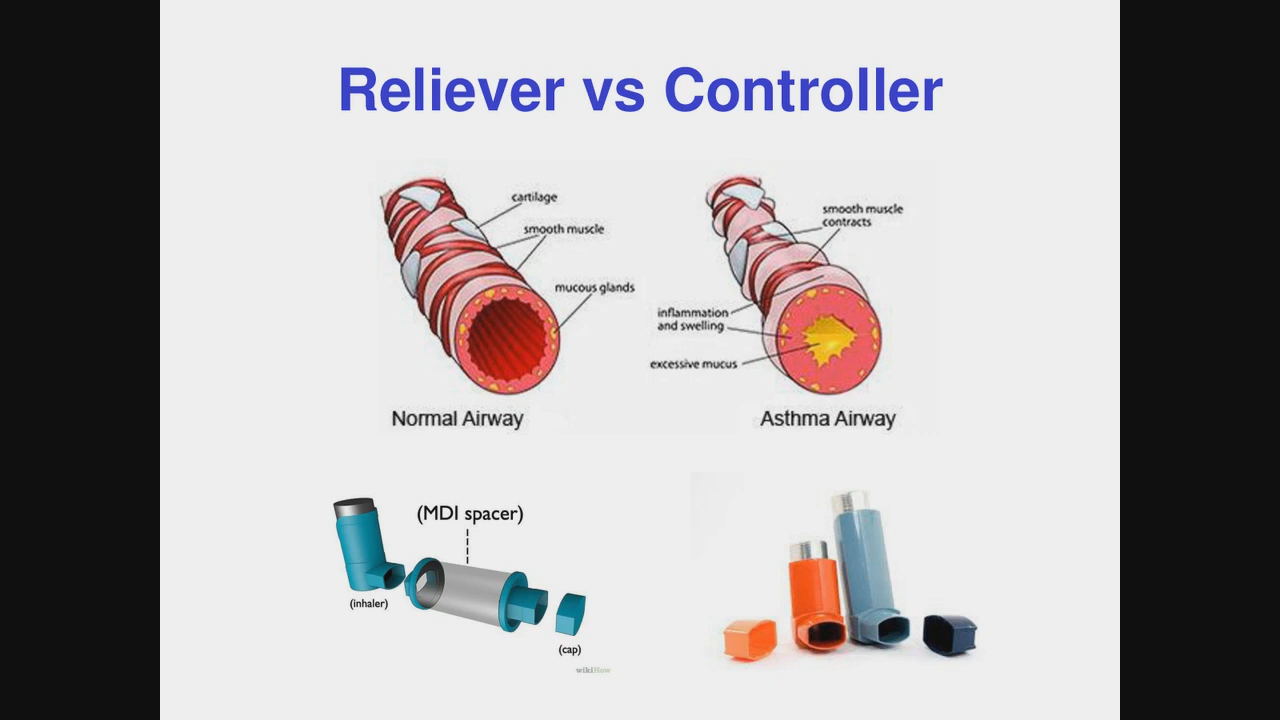 Reliever vs Controller
cartilage
smooth muscle
mucous glands
Normal Airway
smooth muscle
contracts
inflammation
and swelling
excessive mucus
Asthma Airway
(MDI spacer)
(inhaler)
(cap)
wikiHow